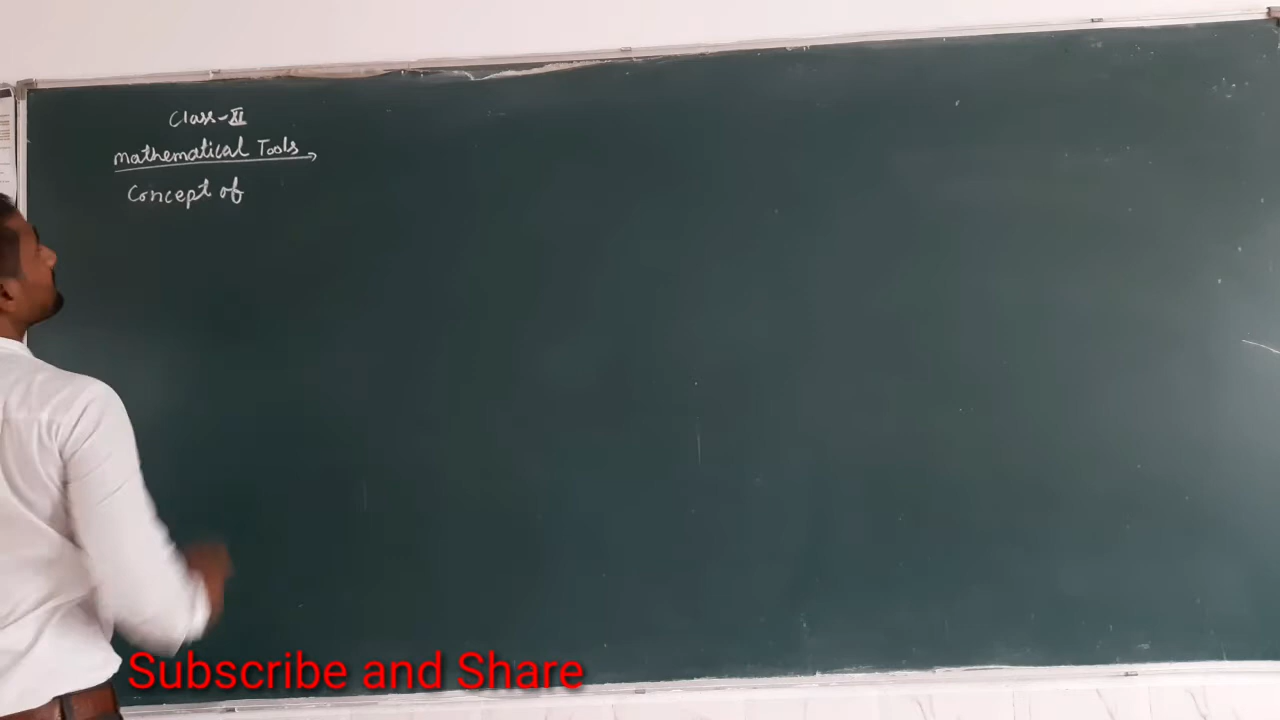 Class-XI
Mathematical Tools
Concept of
Subscribe and Share